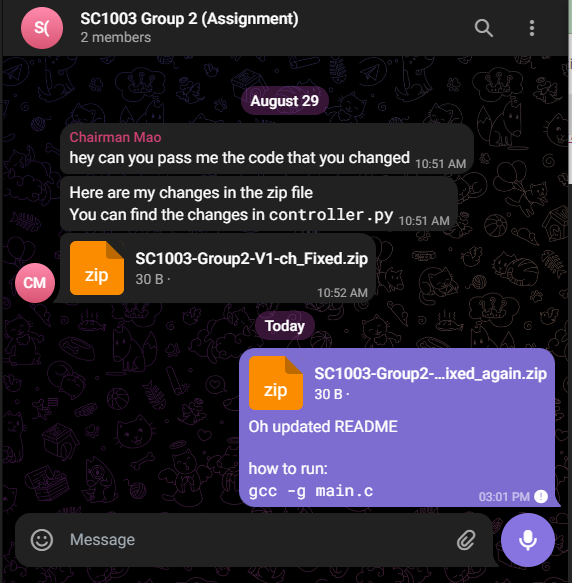 S(
SC1003 Group 2 (Assignment)
2 members
August 29
Chairman Mao
hey can you pass me the code that you changed 10:51 AM
Here are my changes in the zip file
You can find the changes in controller.py 10:51 AM
zip
SC1003-Group2-V1-ch_Fixed.zip
30 B ·
10:52 AM
CM
Today
zip
SC1003-Group2-...ixed_again.zip
30 B ·
Oh updated README
how to run:
gcc -g main.c
03:01 PM
Message